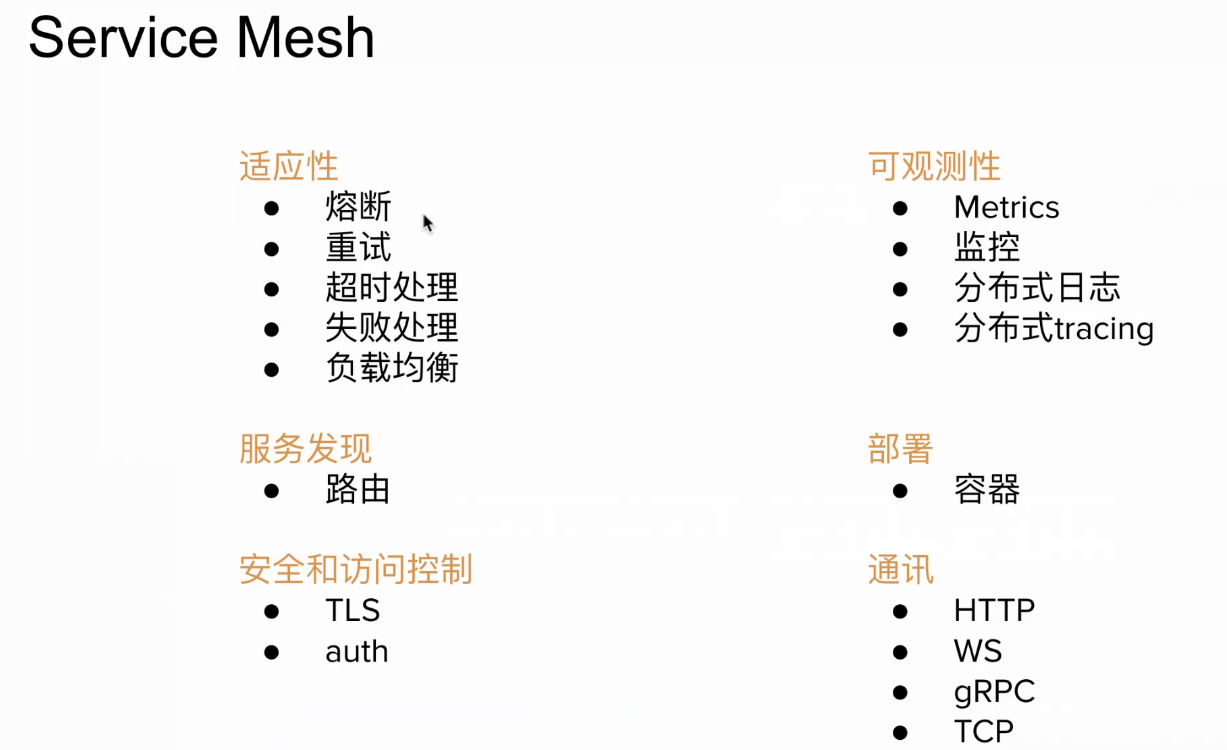 Service Mesh
适应性
● 熔断
● 重试
● 超时处理
● 失败处理
● 负载均衡
服务发现
● 路由
安全和访问控制
● TLS
● auth
可观测性
● Metrics
● 监控
● 分布式日志
● 分布式tracing
部署
● 容器
通讯
● HTTP
● WS
● gRPC
● TCP